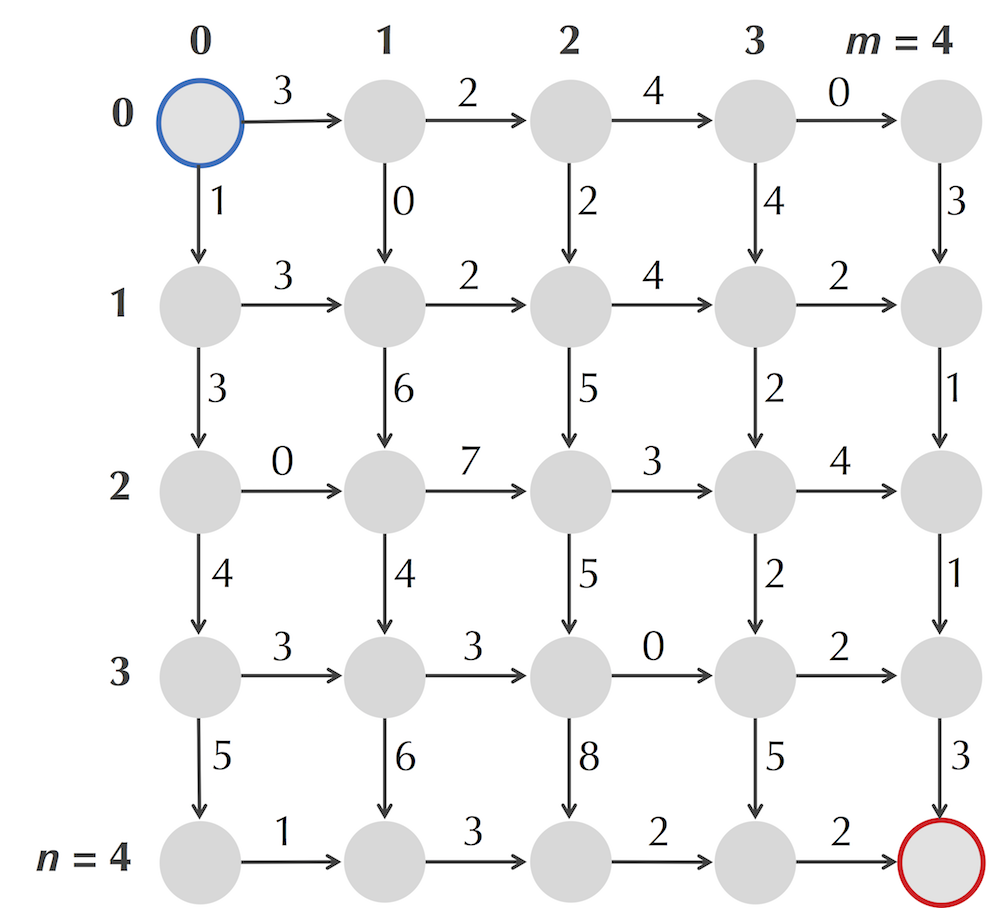 0 1 2 3 m = 4
0 3 2 4 0
1 0 2 4 3
1 3 2 4 2
3 6 5 2 1
2 0 7 3 4
4 4 5 2 1
3 3 3 0 2
5 6 8 5 3
n = 4 1 3 2 2